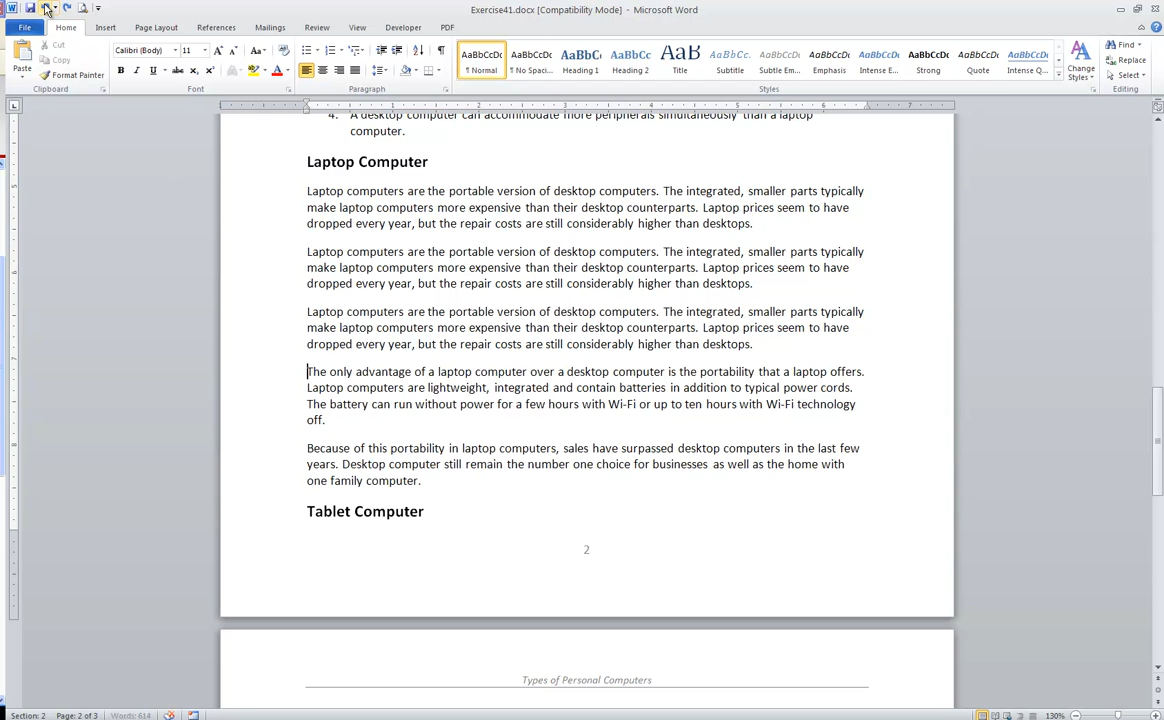 Exercise41.docx [Compatibility Mode] - Microsoft Word
File Home Insert Page Layout References Mailings Review View Developer PDF
Paste
Cut
Copy
Format Painter
Clipboard
Calibri (Body) 11
Font
Paragraph
AaBbCcDc AaBbCcDc AaBbC AaBbCc AaB AaBbCc. AaBbCcDc AaBbCcDc AaBbCcDc AaBbCcDc AaBbCcDc AaBbCcDc
¶ Normal ¶ No Spaci... Heading 1 Heading 2 Title Subtitle Subtle Em... Emphasis Intense E... Strong Quote Intense Q...
Styles
Change Styles
Find
Replace
Select
Editing
1 2 3 4 5 6 7
4. A desktop computer can accommodate more peripherals simultaneously than a laptop
computer.
Laptop Computer
Laptop computers are the portable version of desktop computers. The integrated, smaller parts typically
make laptop computers more expensive than their desktop counterparts. Laptop prices seem to have
dropped every year, but the repair costs are still considerably higher than desktops.
Laptop computers are the portable version of desktop computers. The integrated, smaller parts typically
make laptop computers more expensive than their desktop counterparts. Laptop prices seem to have
dropped every year, but the repair costs are still considerably higher than desktops.
Laptop computers are the portable version of desktop computers. The integrated, smaller parts typically
make laptop computers more expensive than their desktop counterparts. Laptop prices seem to have
dropped every year, but the repair costs are still considerably higher than desktops.
The only advantage of a laptop computer over a desktop computer is the portability that a laptop offers.
Laptop computers are lightweight, integrated and contain batteries in addition to typical power cords.
The battery can run without power for a few hours with Wi-Fi or up to ten hours with Wi-Fi technology
off.
Because of this portability in laptop computers, sales have surpassed desktop computers in the last few
years. Desktop computer still remain the number one choice for businesses as well as the home with
one family computer.
Tablet Computer
2
Types of Personal Computers
Section: 2 Page: 2 of 3 Words: 614 130%